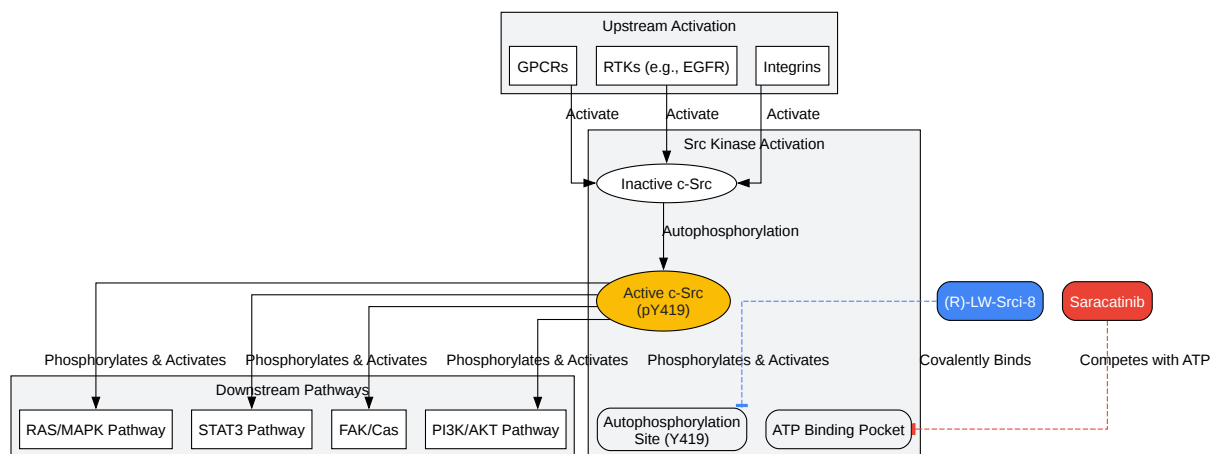 Upstream Activation
GPCRs
RTKs (e.g., EGFR)
Integrins
Activate
Activate
Activate
Src Kinase Activation
Inactive c-Src
Autophosphorylation
Active c-Src
(pY419)
(R)-LW-Srci-8
Saracatinib
Phosphorylates & Activates
Phosphorylates & Activates
Phosphorylates & Activates
Phosphorylates & Activates
Covalently Binds
Competes with ATP
Downstream Pathways
RAS/MAPK Pathway
STAT3 Pathway
FAK/Cas
PI3K/AKT Pathway
Autophosphorylation
Site (Y419)
ATP Binding Pocket